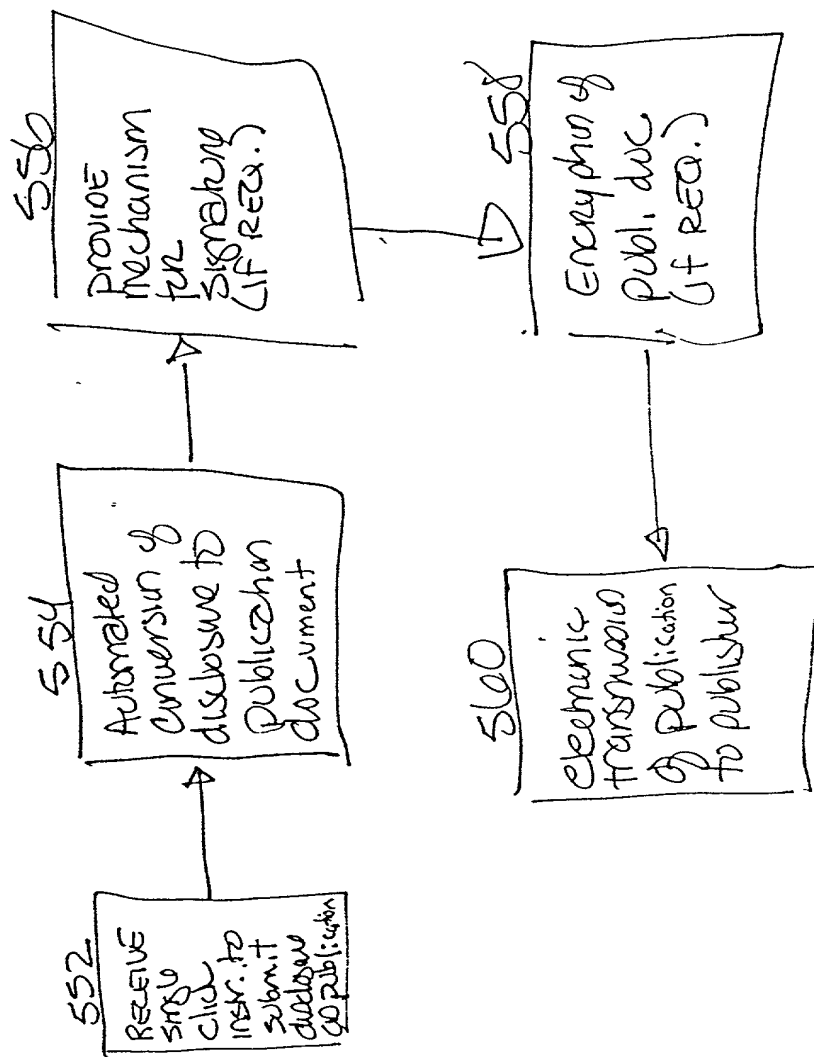 552
RECEIVE
single
click
instr. to
submit
disclosure
as publication
554
Automated
conversion of
disclosure to
publication
document
556
PROVIDE
mechanism
for
signature
(IF REQ.)
558
Encryption of
publ. doc
(if REQ.)
560
electronic
transmission
of publication
to publisher